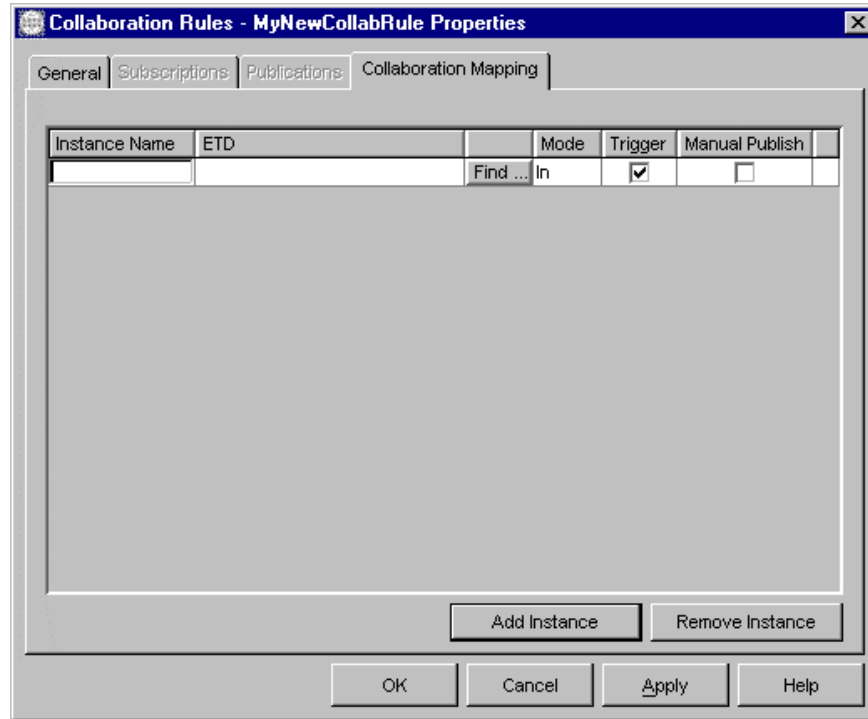 Collaboration Rules - MyNewCollabRule Properties
General Subscriptions Publications Collaboration Mapping
Instance Name ETD Mode Trigger Manual Publish
Find ... In
Add Instance Remove Instance
OK Cancel Apply Help